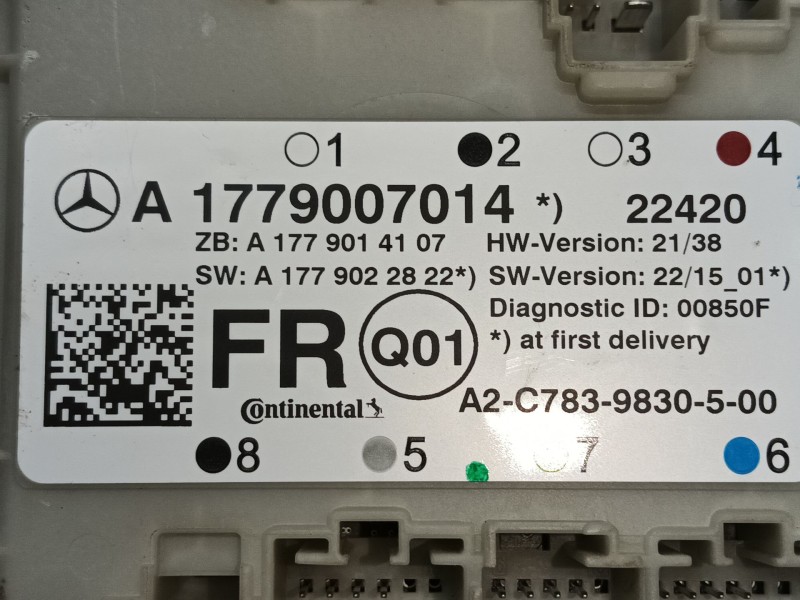 1 2 3 4
A 1779007014 *) 22420
ZB: A 177 901 41 07 HW-Version: 21/38
SW: A 177 902 28 22*) SW-Version: 22/15_01*)
Diagnostic ID: 00850F
FR Q01 *) at first delivery
Continental A2-C783-9830-5-00
8 5 7 6